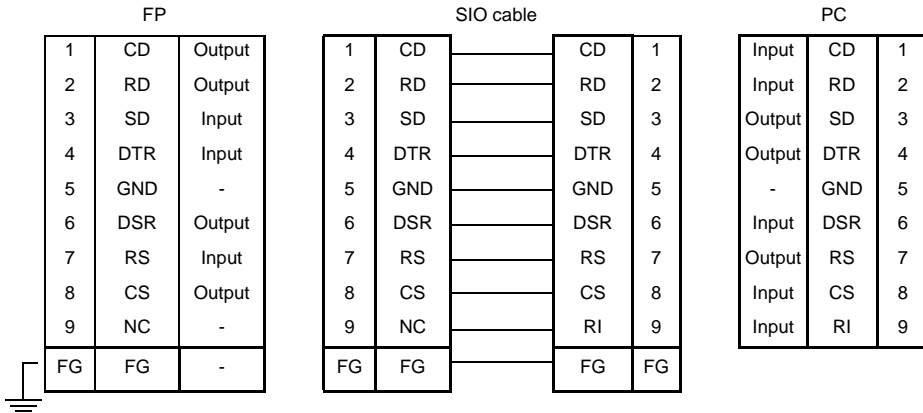 FP SIO cable PC
1 CD Output 1 CD CD 1 Input CD 1
2 RD Output 2 RD RD 2 Input RD 2
3 SD Input 3 SD SD 3 Output SD 3
4 DTR Input 4 DTR DTR 4 Output DTR 4
5 GND - 5 GND GND 5 - GND 5
6 DSR Output 6 DSR DSR 6 Input DSR 6
7 RS Input 7 RS RS 7 Output RS 7
8 CS Output 8 CS CS 8 Input CS 8
9 NC - 9 NC RI 9 Input RI 9
FG FG - FG FG FG FG